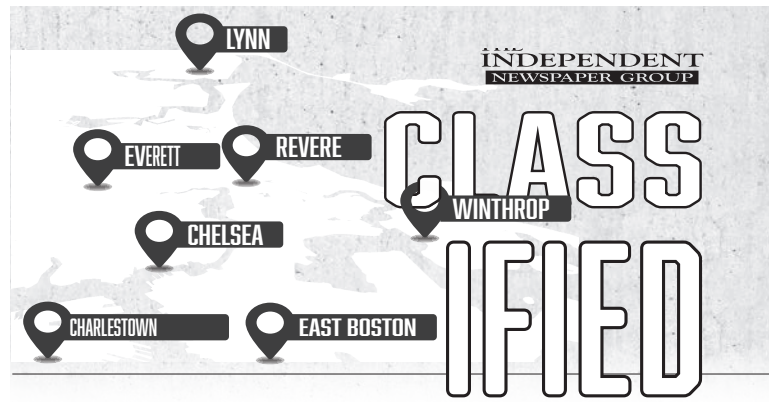 LYNN
THE
INDEPENDENT
NEWSPAPER GROUP
CLASS
EVERETT
REVERE
WINTHROP
CHELSEA
IFIED
CHARLESTOWN
EAST BOSTON